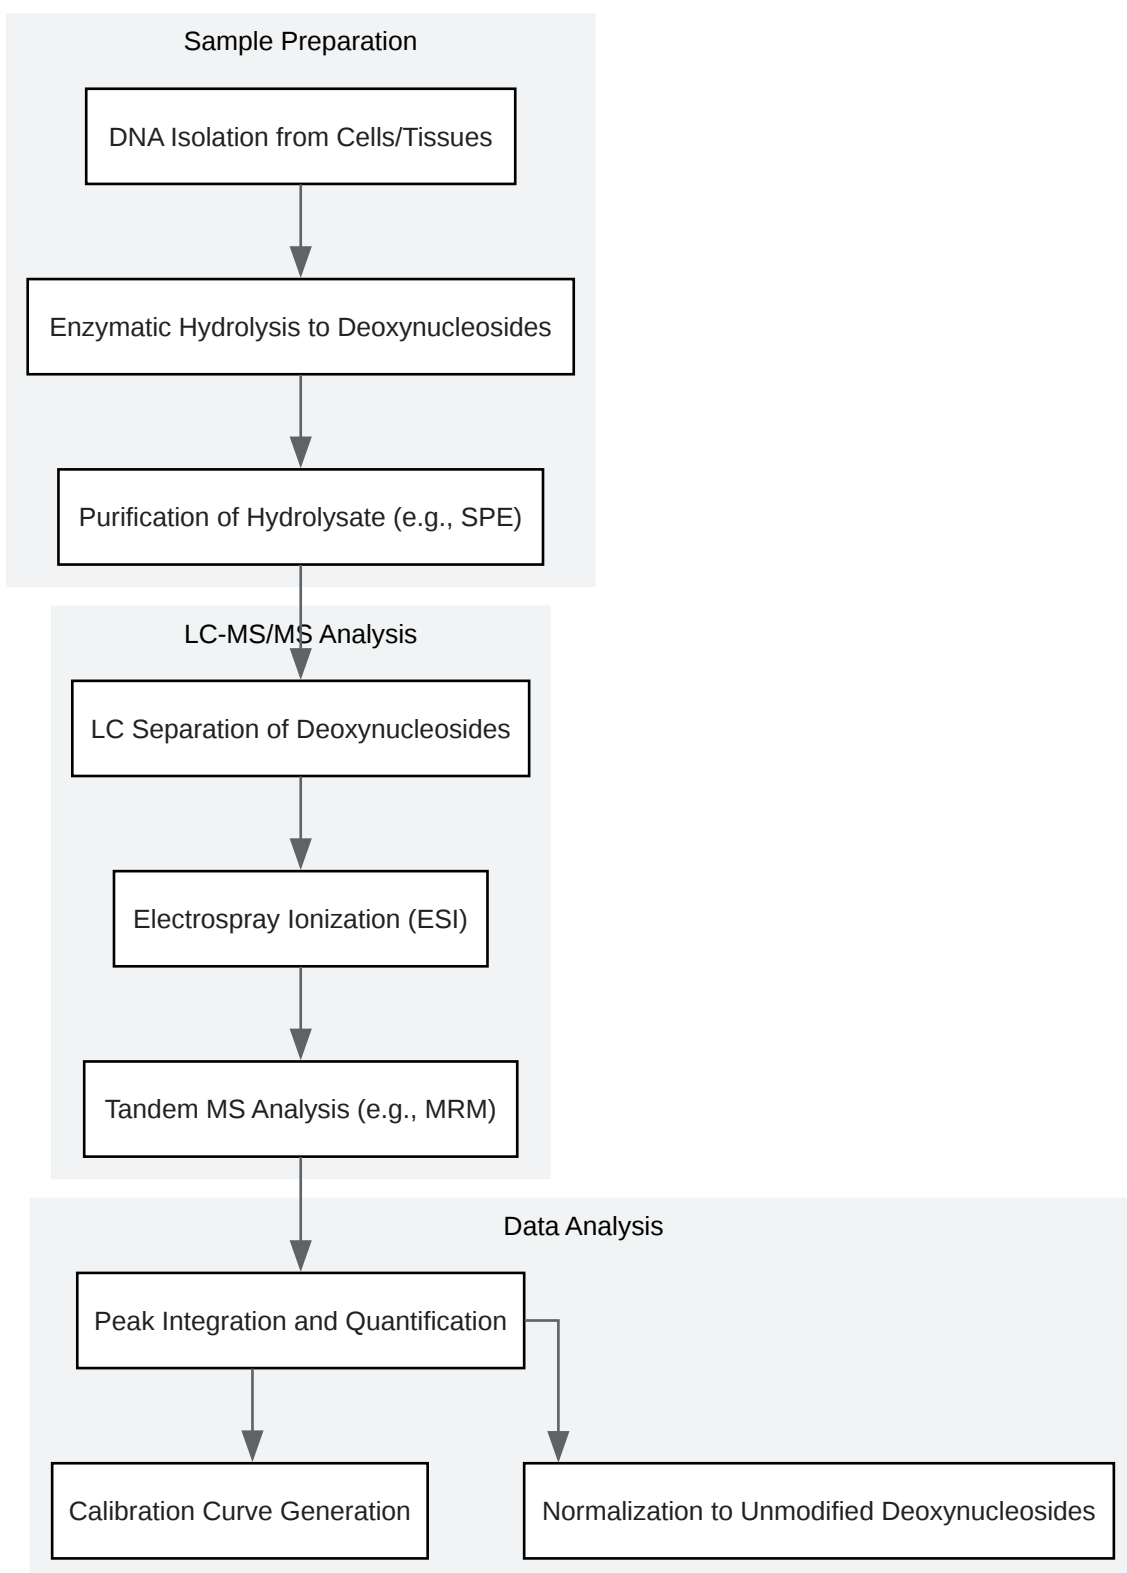 Sample Preparation
DNA Isolation from Cells/Tissues
Enzymatic Hydrolysis to Deoxynucleosides
Purification of Hydrolysate (e.g., SPE)
LC-MS/MS Analysis
LC Separation of Deoxynucleosides
Electrospray Ionization (ESI)
Tandem MS Analysis (e.g., MRM)
Data Analysis
Peak Integration and Quantification
Calibration Curve Generation
Normalization to Unmodified Deoxynucleosides